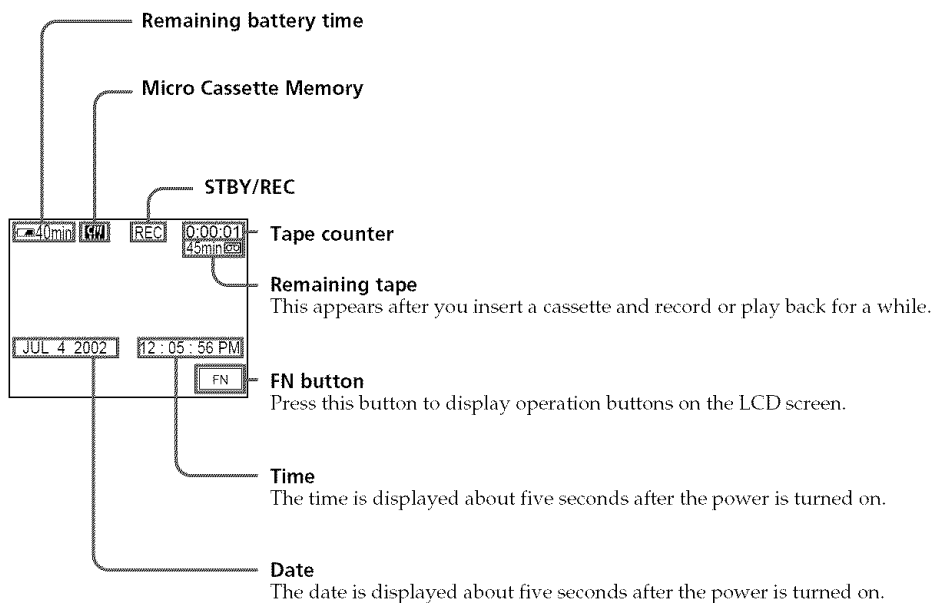 Remaining battery time
Micro Cassette Memory
STBY/REC
40min REC 0:00:01
Tape counter
45min
Remaining tape
This appears after you insert a cassette and record or play back for a while.
JUL 4 2002 12 : 05 : 56 PM
FN
FN button
Press this button to display operation buttons on the LCD screen.
Time
The time is displayed about five seconds after the power is turned on.
Date
The date is displayed about five seconds after the power is turned on.